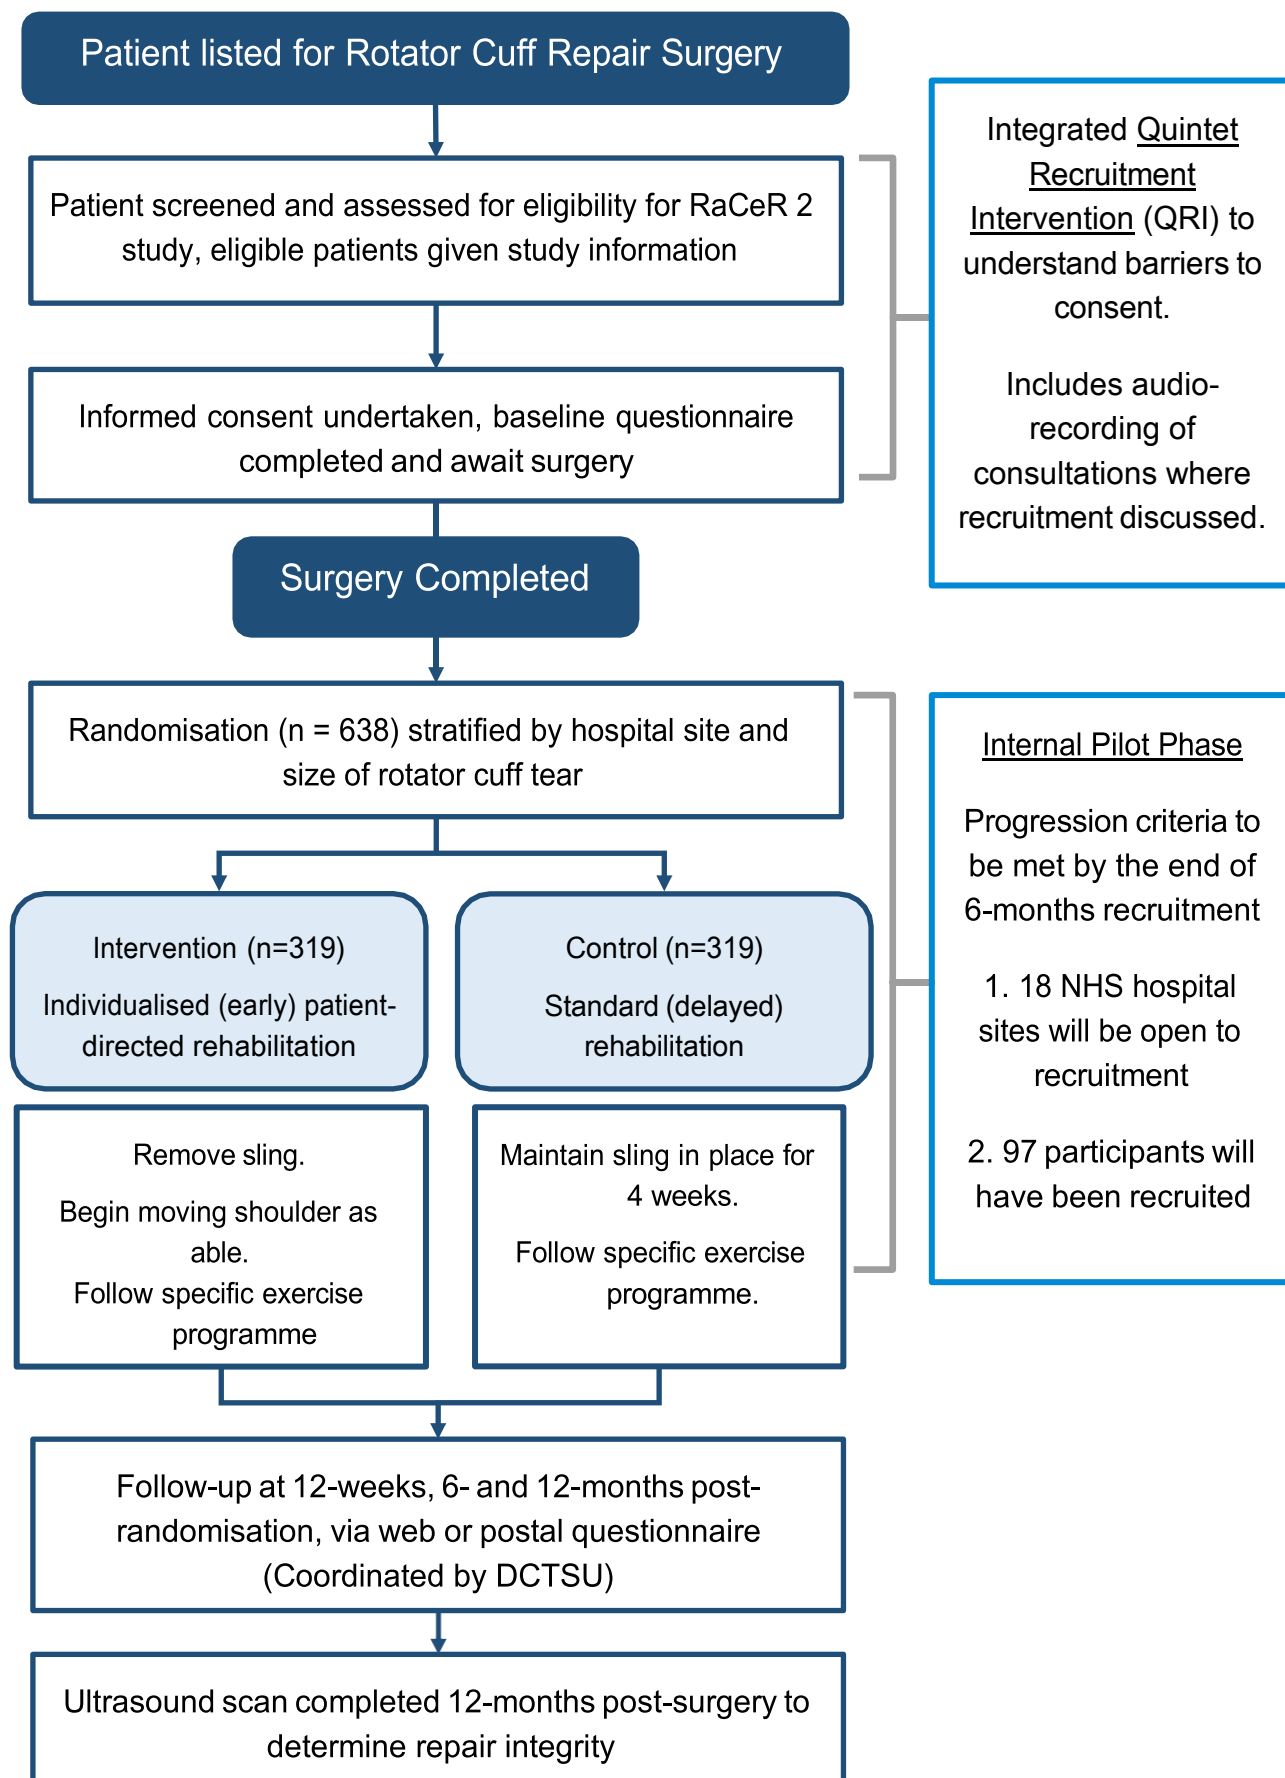 Patient listed for Rotator Cuff Repair Surgery
Patient screened and assessed for eligibility for RaCeR 2
study, eligible patients given study information
Informed consent undertaken, baseline questionnaire
completed and await surgery
Integrated Quintet
Recruitment
Intervention (QRI) to
understand barriers to
consent.
Includes audio-
recording of
consultations where
recruitment discussed.
Surgery Completed
Randomisation (n = 638) stratified by hospital site and
size of rotator cuff tear
Intervention (n=319)
Individualised (early) patient-
directed rehabilitation
Control (n=319)
Standard (delayed)
rehabilitation
Remove sling.
Begin moving shoulder as
able.
Follow specific exercise
programme
Maintain sling in place for
4 weeks.
Follow specific exercise
programme.
Internal Pilot Phase
Progression criteria to
be met by the end of
6-months recruitment
1. 18 NHS hospital
sites will be open to
recruitment
2. 97 participants will
have been recruited
Follow-up at 12-weeks, 6- and 12-months post-
randomisation, via web or postal questionnaire
(Coordinated by DCTSU)
Ultrasound scan completed 12-months post-surgery to
determine repair integrity